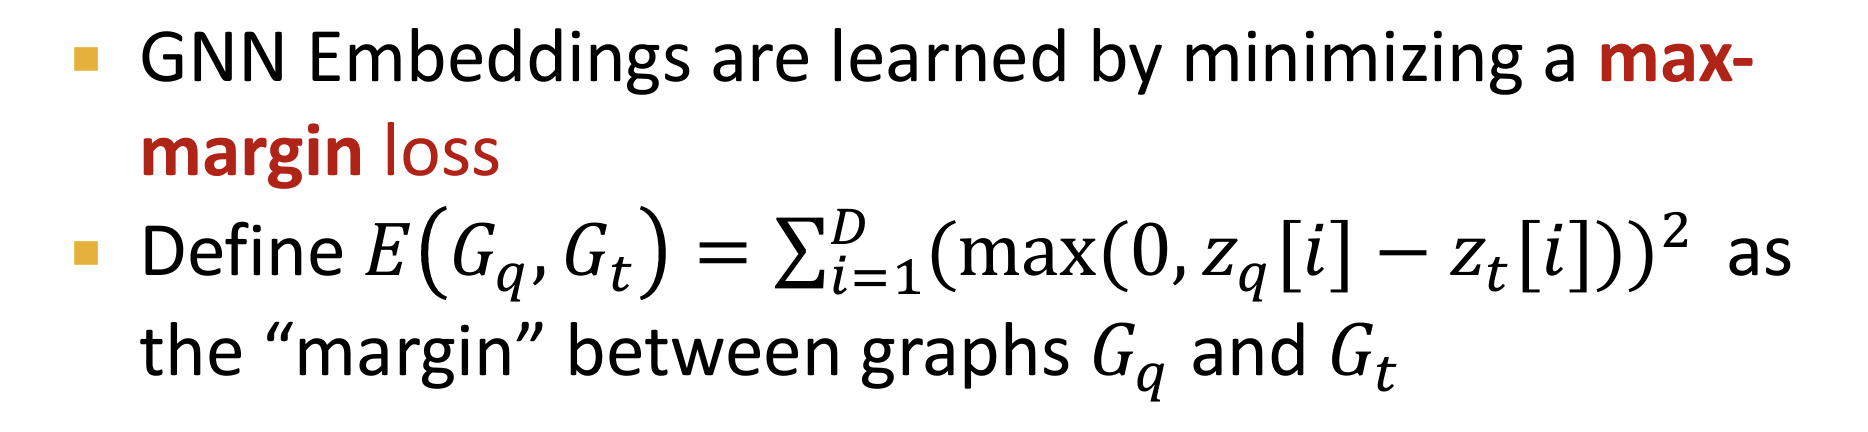 ▪ GNN Embeddings are learned by minimizing a max-
margin loss
▪ Define $E(G_q, G_t) = \sum_{i=1}^{D}(\max(0, z_q[i] - z_t[i]))^2$ as
the “margin” between graphs $G_q$ and $G_t$